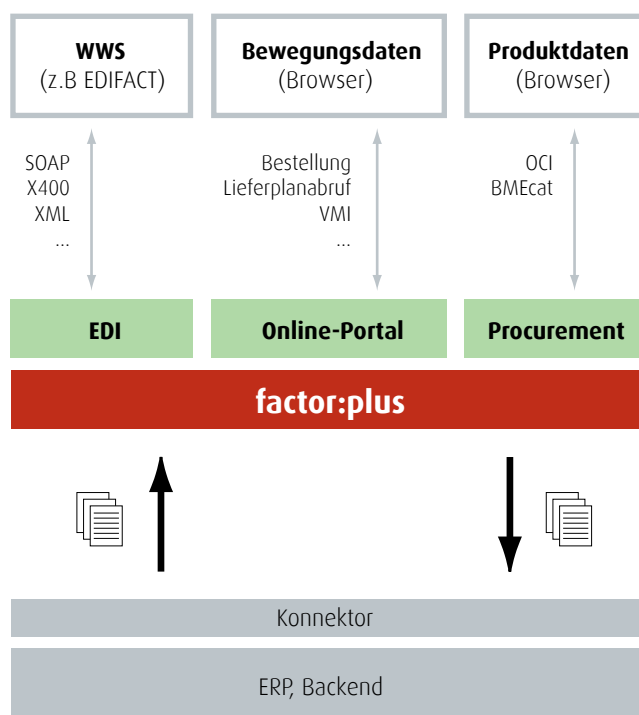 WWS
(z.B EDIFACT)
Bewegungsdaten
(Browser)
Produktdaten
(Browser)
SOAP
X400
XML
...
Bestellung
Lieferplanabruf
VMI
...
OCI
BMEcat
EDI
Online-Portal
Procurement
factor:plus
Konnektor
ERP, Backend